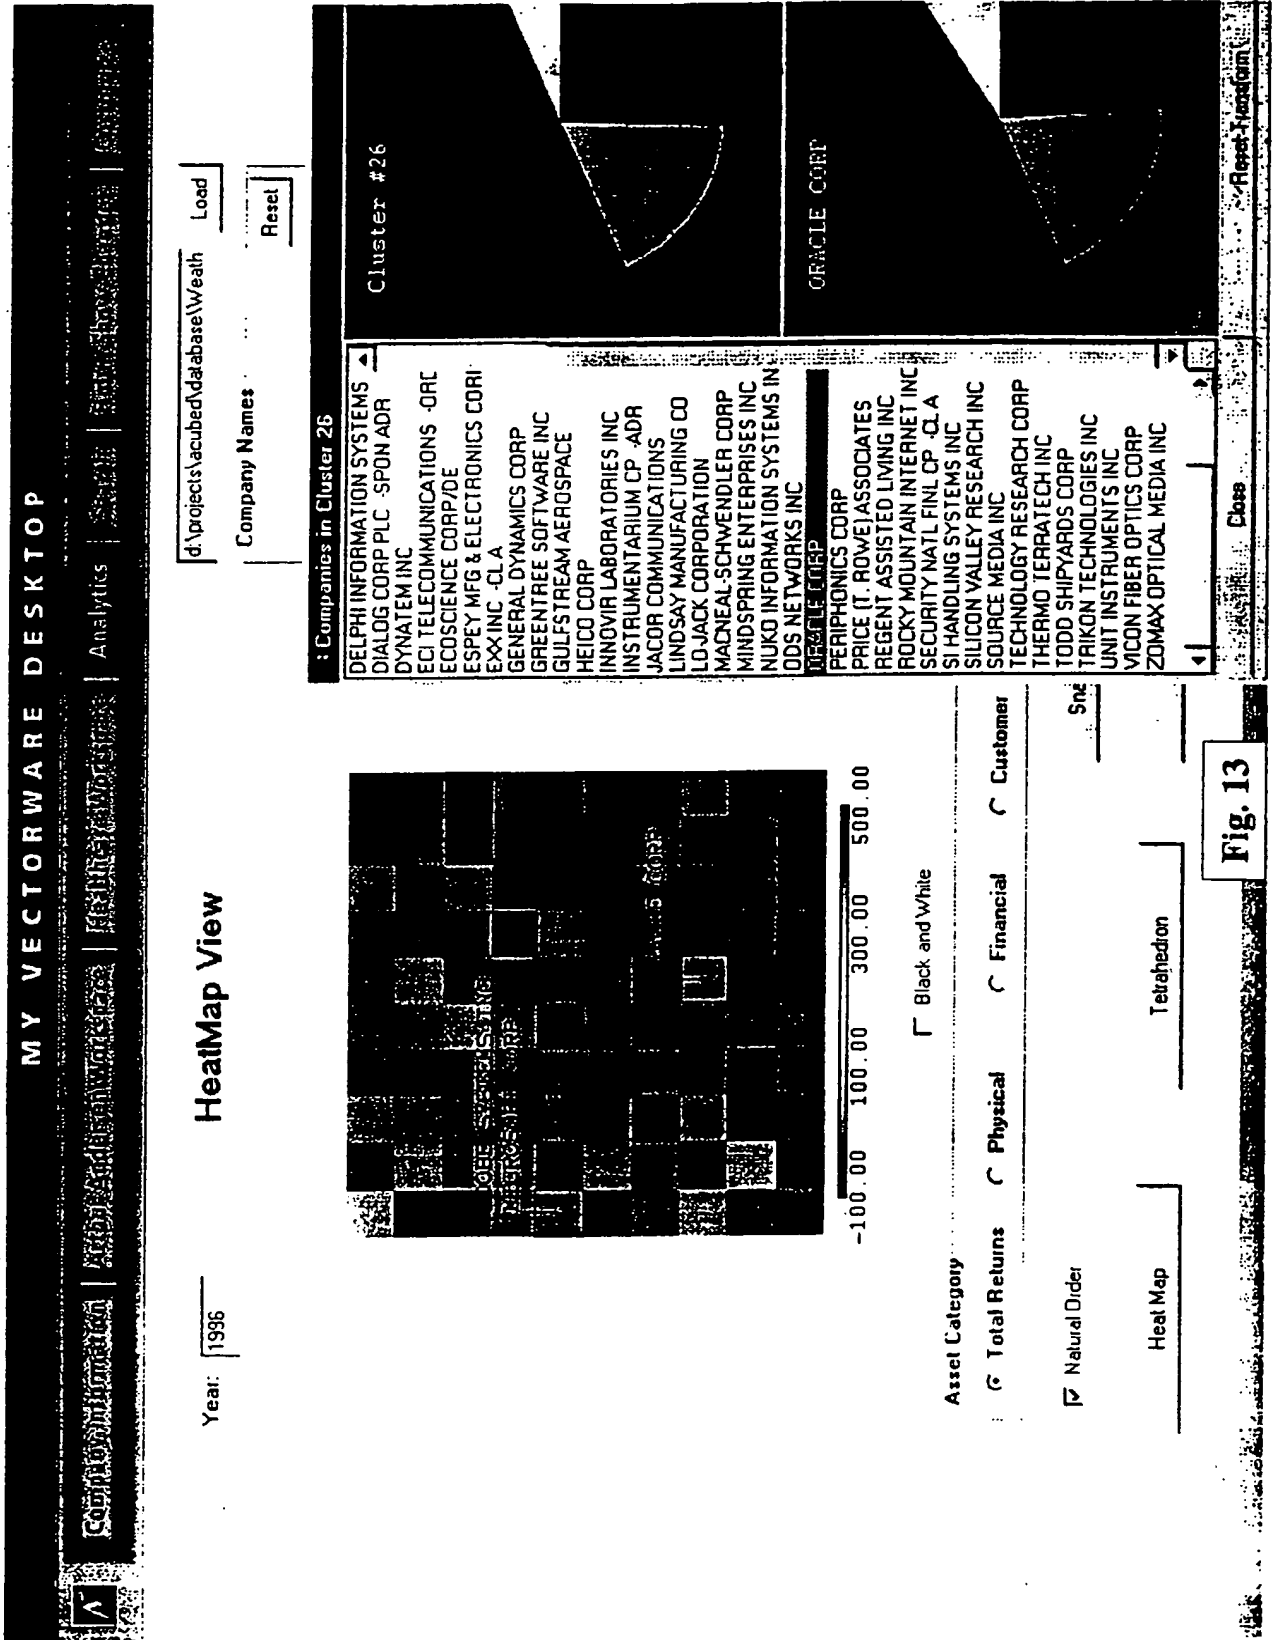 MY VECTORWARE DESKTOP
Company Information
Analytics
HeatMap View
Year: 1996
d:\projects\acubed\database\Weath
Load
Company Names
Reset
MICROSOFT CORP
-100.00 100.00 300.00 500.00
Black and White
Asset Category
Total Returns
Physical
Financial
Customer
Natural Order
Sna
Heat Map
Tetrahedron
: Companies in Cluster 26
DELPHI INFORMATION SYSTEMS
DIALOG CORP PLC -SPON ADR
DYNATEM INC
ECI TELECOMMUNICATIONS -ORD
ECOSCIENCE CORP/DE
ESPEY MFG & ELECTRONICS CORI
EXX INC -CL A
GENERAL DYNAMICS CORP
GREENTREE SOFTWARE INC
GULFSTREAM AEROSPACE
HEICO CORP
INNOVIR LABORATORIES INC
INSTRUMENTARIUM CP -ADR
JACOR COMMUNICATIONS
LINDSAY MANUFACTURING CO
LO-JACK CORPORATION
MACNEAL-SCHWENDLER CORP
MINDSPRING ENTERPRISES INC
NUKO INFORMATION SYSTEMS IN
ODS NETWORKS INC
ORACLE CORP
PERIPHONICS CORP
PRICE (T. ROWE) ASSOCIATES
REGENT ASSISTED LIVING INC
ROCKY MOUNTAIN INTERNET INC
SECURITY NATL FINL CP -CL A
SI HANDLING SYSTEMS INC
SILICON VALLEY RESEARCH INC
SOURCE MEDIA INC
TECHNOLOGY RESEARCH CORP
THERMO TERRATECH INC
TODD SHIPYARDS CORP
TRIKON TECHNOLOGIES INC
UNIT INSTRUMENTS INC
VICON FIBER OPTICS CORP
ZOMAX OPTICAL MEDIA INC
Cluster #26
ORACLE CORP
Close
Reset Transform
Fig. 13